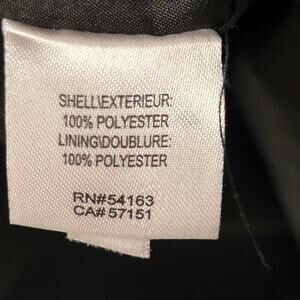 SHELL\EXTERIEUR:
100% POLYESTER
LINING\DOUBLURE:
100% POLYESTER
RN#54163
CA#57151